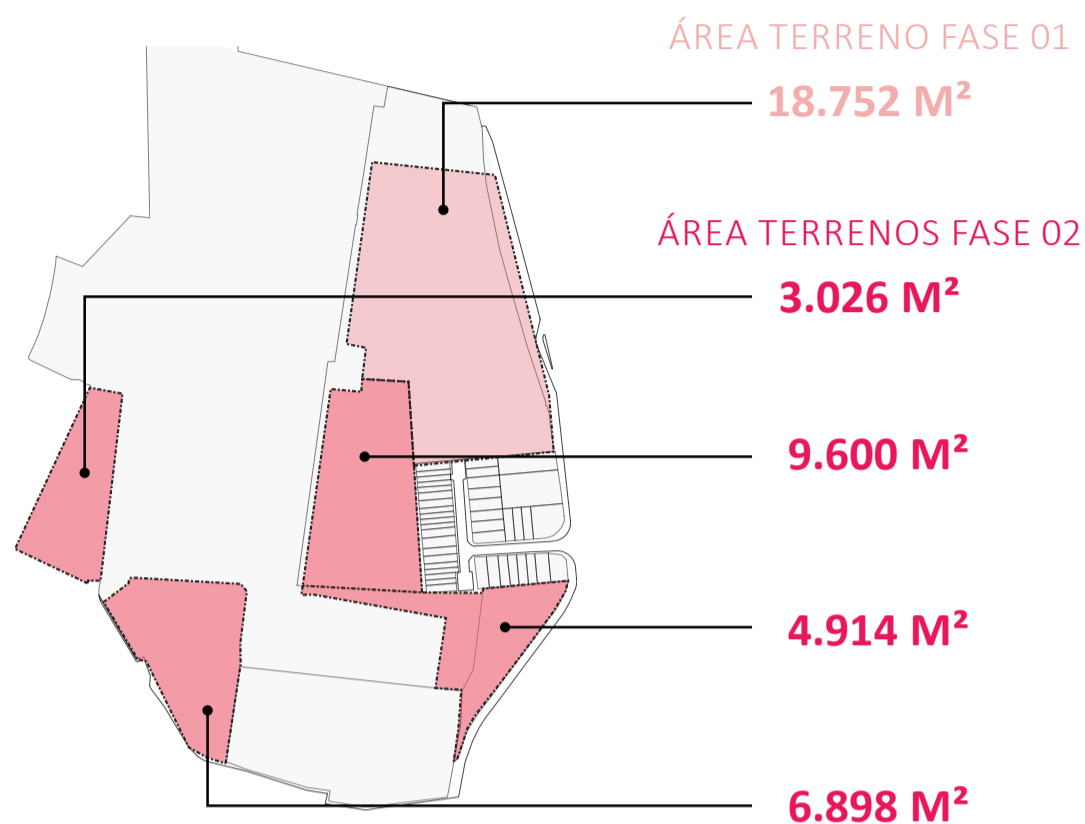 ÁREA TERRENO FASE 01
18.752 M²
ÁREA TERRENOS FASE 02
3.026 M²
9.600 M²
4.914 M²
6.898 M²